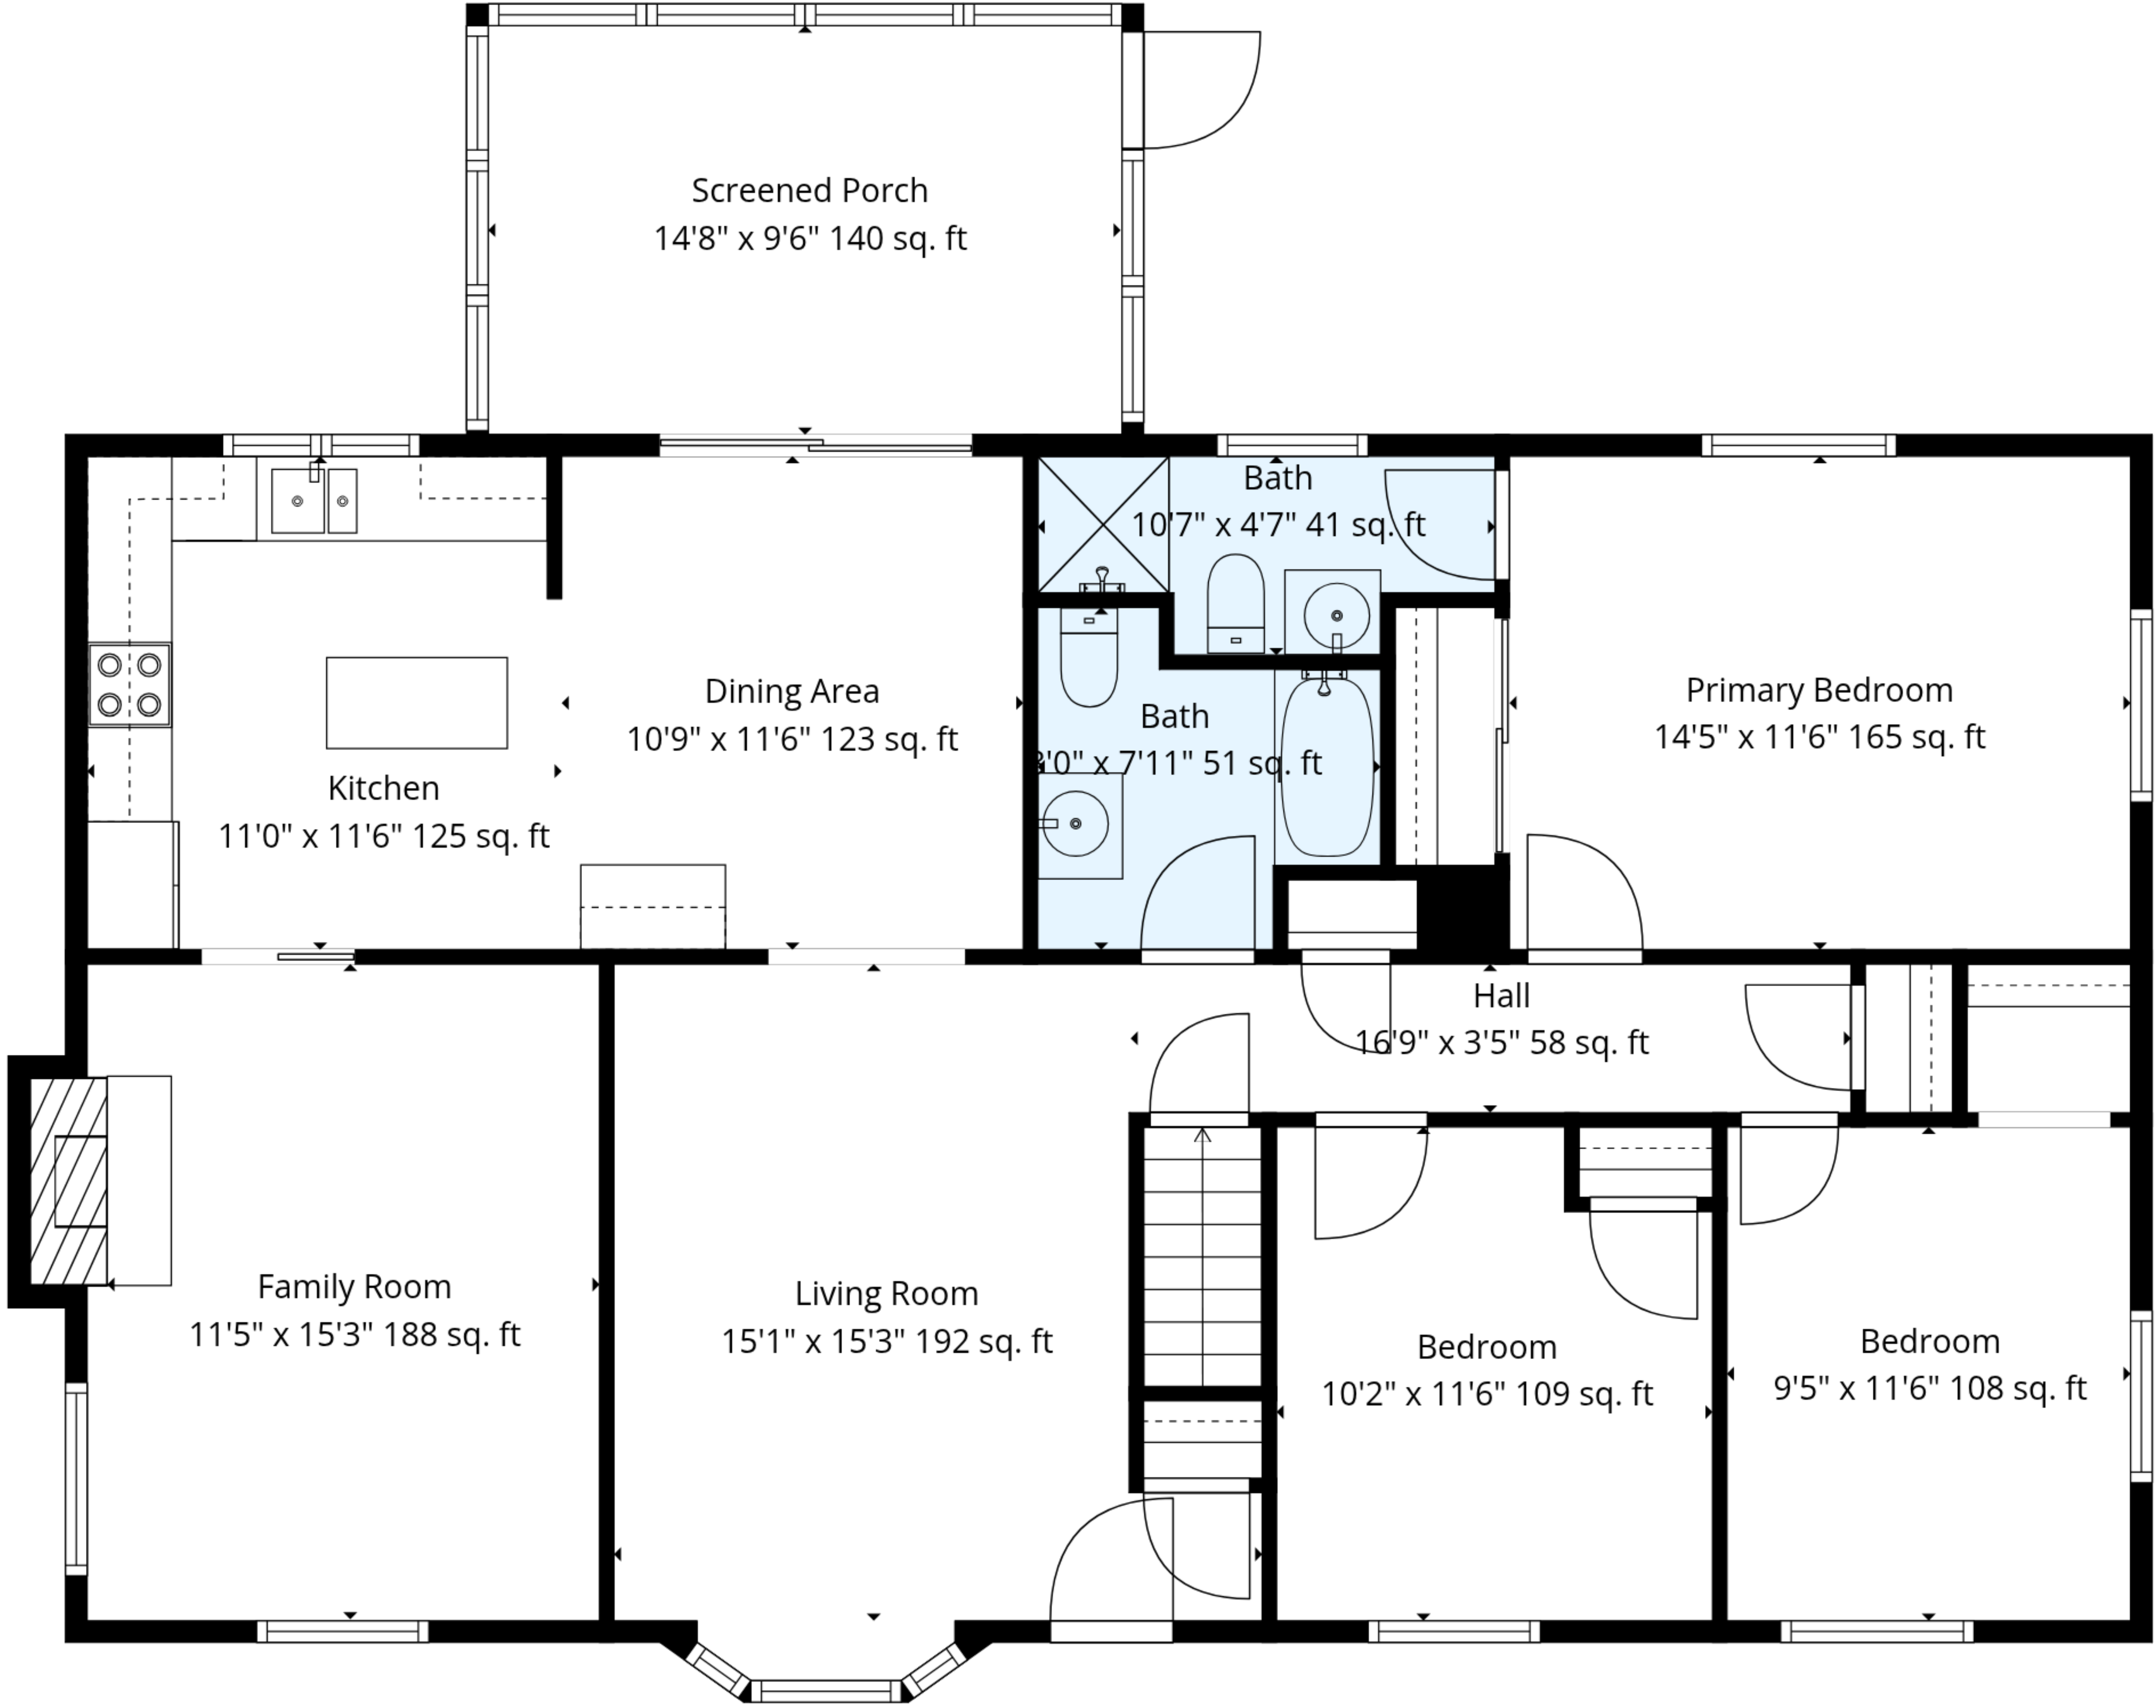 Screened Porch
14'8" x 9'6" 140 sq. ft
Bath
10'7" x 4'7" 41 sq. ft
Primary Bedroom
14'5" x 11'6" 165 sq. ft
Dining Area
10'9" x 11'6" 123 sq. ft
Bath
8'0" x 7'11" 51 sq. ft
Kitchen
11'0" x 11'6" 125 sq. ft
Hall
16'9" x 3'5" 58 sq. ft
Family Room
11'5" x 15'3" 188 sq. ft
Living Room
15'1" x 15'3" 192 sq. ft
Bedroom
10'2" x 11'6" 109 sq. ft
Bedroom
9'5" x 11'6" 108 sq. ft